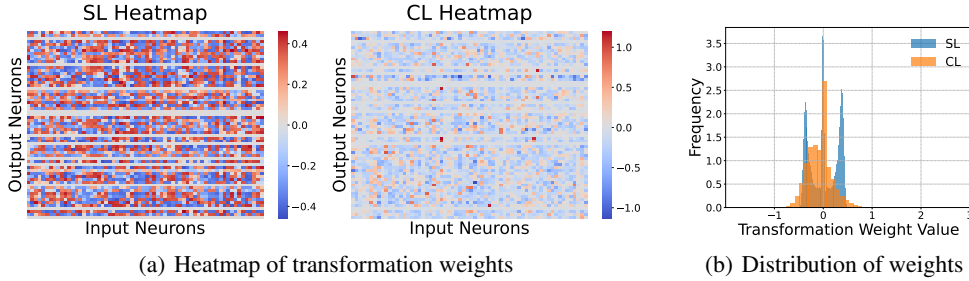 SL Heatmap
Output Neurons
Input Neurons
0.4
0.2
0.0
−0.2
−0.4
CL Heatmap
Output Neurons
Input Neurons
1.0
0.5
0.0
−0.5
−1.0
Frequency
3.5
3.0
2.5
2.0
1.5
1.0
0.5
0.0
−1
0
1
2
3
Transformation Weight Value
SL
CL
(a) Heatmap of transformation weights
(b) Distribution of weights